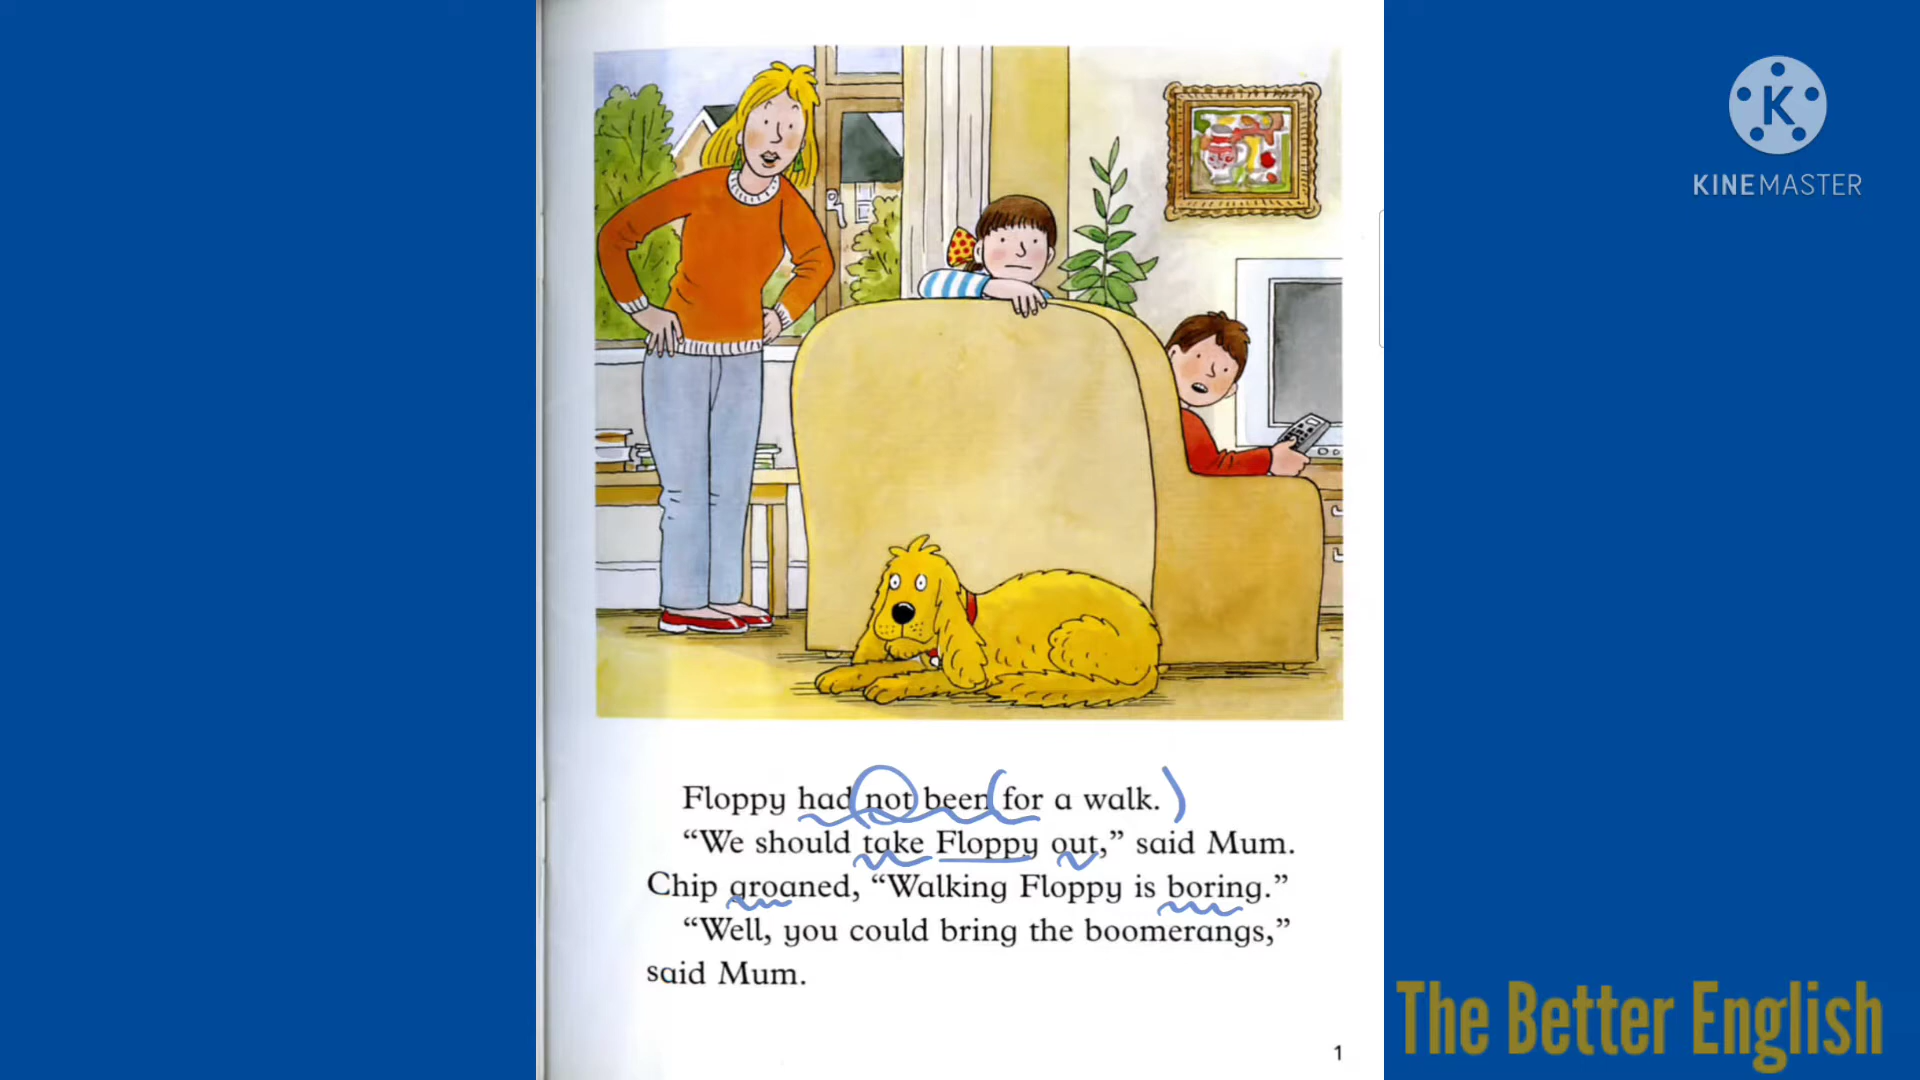 K
KINEMASTER
Floppy had not been for a walk.
“We should take Floppy out,” said Mum.
Chip groaned, “Walking Floppy is boring.”
“Well, you could bring the boomerangs,”
said Mum.
1
The Better English